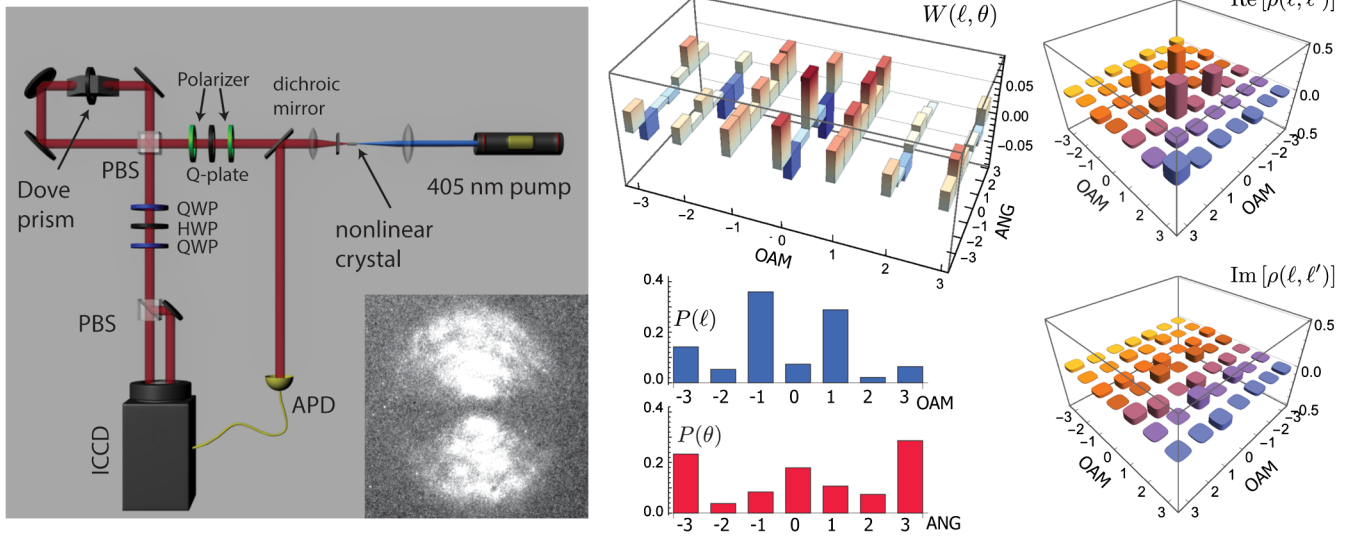 Polarizer
dichroic
mirror
PBS
Q-plate
Dove
prism
405 nm pump
QWP
HWP
QWP
nonlinear
crystal
PBS
APD
ICCD
W(ℓ, θ)
0.05
-0.05
-3
-2
-1
0
1
2
3
OAM
3
2
1
0
-1
-2
-3
ANG
0.4
0.2
0.0
P(ℓ)
-3 -2 -1 0 1 2 3 OAM
0.4
0.2
0.0
P(θ)
-3 -2 -1 0 1 2 3 ANG
0.5
0.0
-0.5
-3
-2
-1
0
1
2
3
OAM
-3
-2
-1
0
1
2
3
OAM
Im [ρ(ℓ, ℓ′)]
0.5
0.0
-0.5
-3
-2
-1
0
1
2
3
OAM
-3
-2
-1
0
1
2
3
OAM